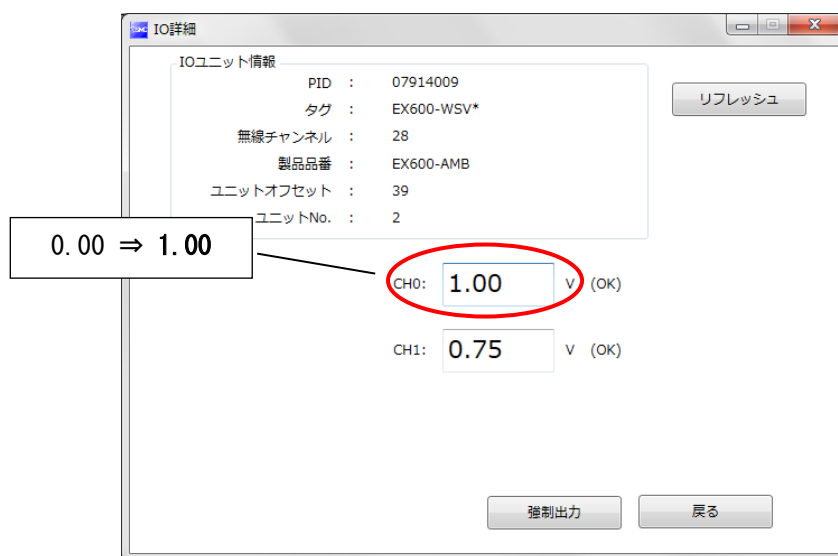 IO詳細
IOユニット情報
PID : 07914009
タグ : EX600-WSV*
無線チャンネル : 28
製品品番 : EX600-AMB
ユニットオフセット : 39
ユニットNo. : 2
リフレッシュ
0.00 ⇒ 1.00
CH0: 1.00 V (OK)
CH1: 0.75 V (OK)
強制出力
戻る